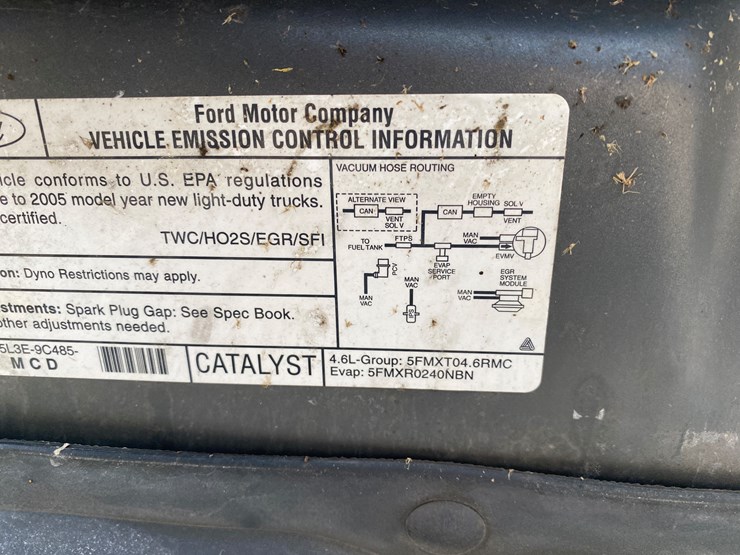 Ford Motor Company
VEHICLE EMISSION CONTROL INFORMATION
icle conforms to U.S. EPA regulations
e to 2005 model year new light-duty trucks.
certified.
TWC/HO2S/EGR/SFI
on: Dyno Restrictions may apply.
stments: Spark Plug Gap: See Spec Book.
other adjustments needed.
5L3E-9C485-
M C D
CATALYST
VACUUM HOSE ROUTING
ALTERNATE VIEW
CAN
VENT
SOL V
CAN
EMPTY
HOUSING
SOL V
VENT
TO
FUEL TANK
FTPS
MAN
VAC
EVMV
EVAP
SERVICE
PORT
PCV
MAN
VAC
MAN
VAC
FPS
MAN
VAC
EGR
SYSTEM
MODULE
4.6L-Group: 5FMXT04.6RMC
Evap: 5FMXR0240NBN